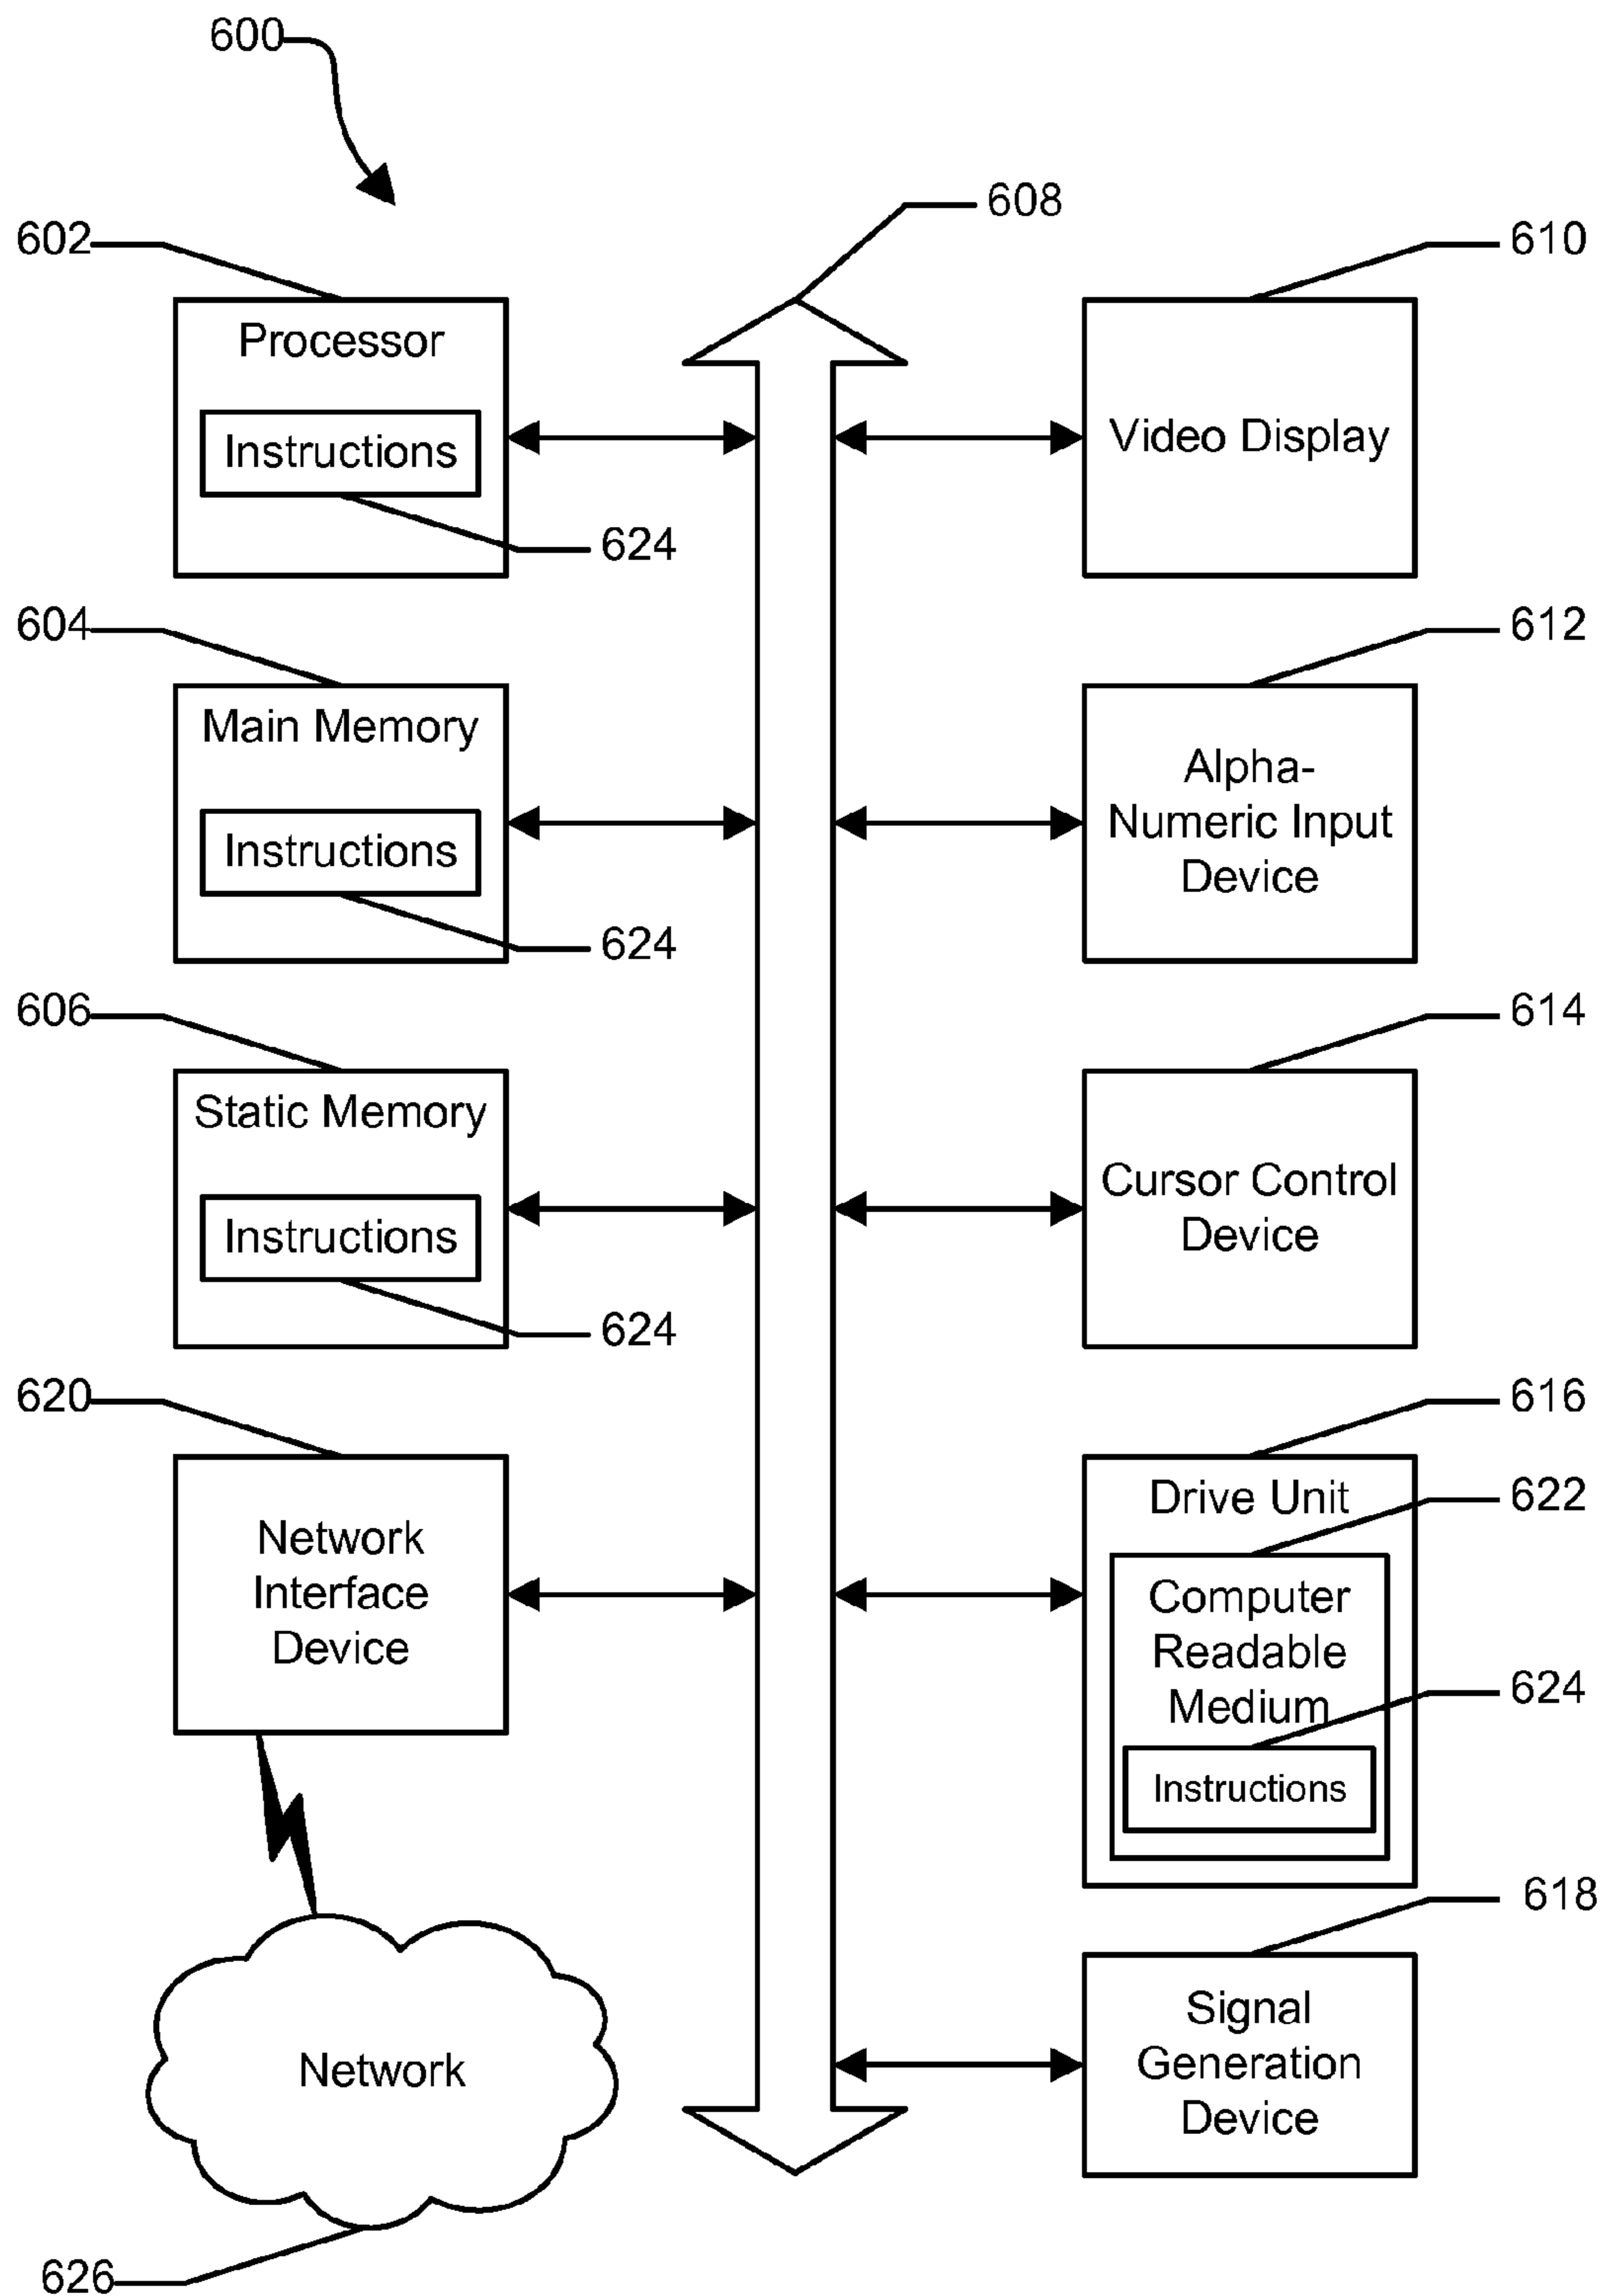 600
608
602
610
Processor
Instructions
624
Video Display
604
612
Main Memory
Instructions
624
Alpha-
Numeric Input
Device
606
614
Static Memory
Instructions
624
Cursor Control
Device
620
616
Network
Interface
Device
Drive Unit
622
Computer
Readable
Medium
624
Instructions
618
Signal
Generation
Device
Network
626